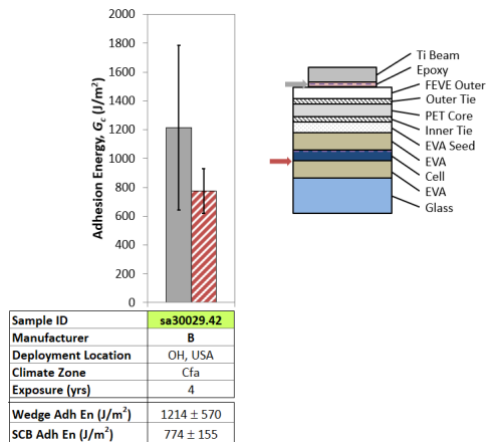 2000
1800
1600
1400
1200
1000
800
600
400
200
0
Adhesion Energy, Gc (J/m²)
Ti Beam
Epoxy
FEVE Outer
Outer Tie
PET Core
Inner Tie
EVA Seed
EVA
Cell
EVA
Glass
Sample ID sa30029.42
Manufacturer B
Deployment Location OH, USA
Climate Zone Cfa
Exposure (yrs) 4
Wedge Adh En (J/m²) 1214 ± 570
SCB Adh En (J/m²) 774 ± 155